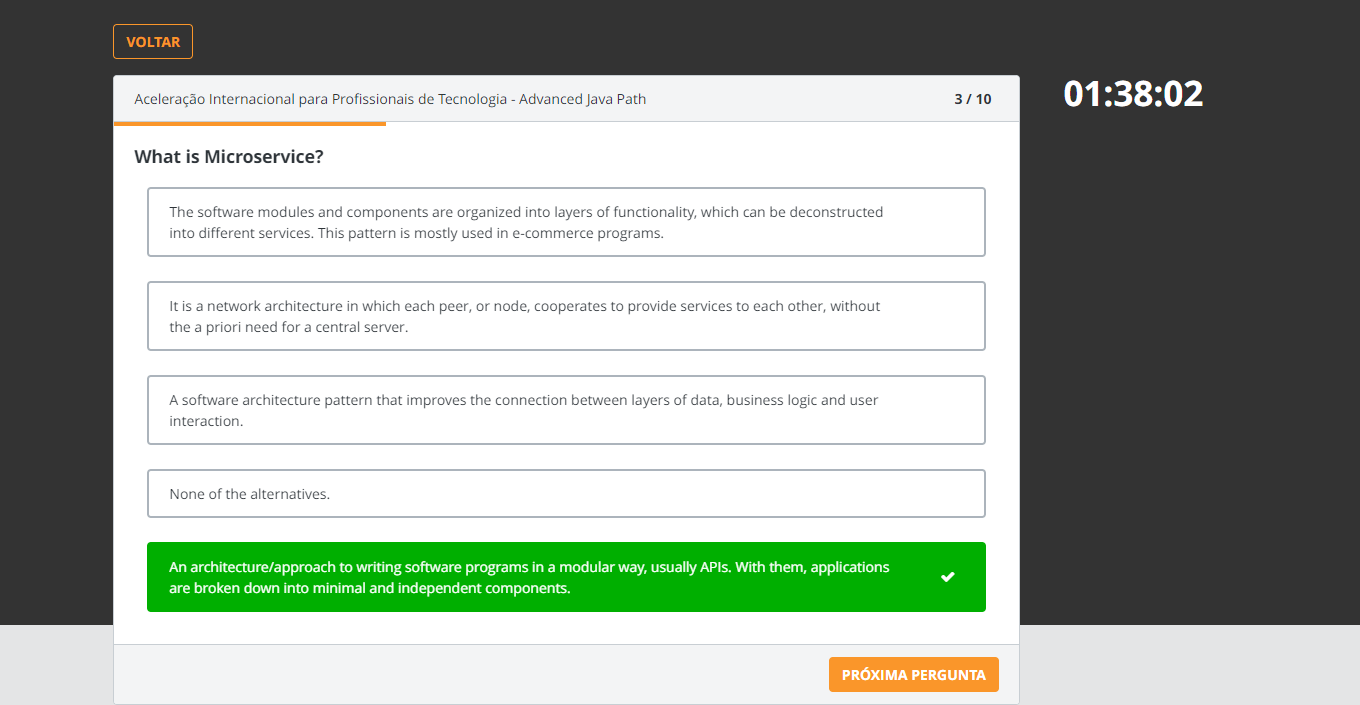 VOLTAR
Aceleração Internacional para Profissionais de Tecnologia - Advanced Java Path
3 / 10
01:38:02
What is Microservice?
The software modules and components are organized into layers of functionality, which can be deconstructed
into different services. This pattern is mostly used in e-commerce programs.
It is a network architecture in which each peer, or node, cooperates to provide services to each other, without
the a priori need for a central server.
A software architecture pattern that improves the connection between layers of data, business logic and user
interaction.
None of the alternatives.
An architecture/approach to writing software programs in a modular way, usually APIs. With them, applications
are broken down into minimal and independent components.
PRÓXIMA PERGUNTA